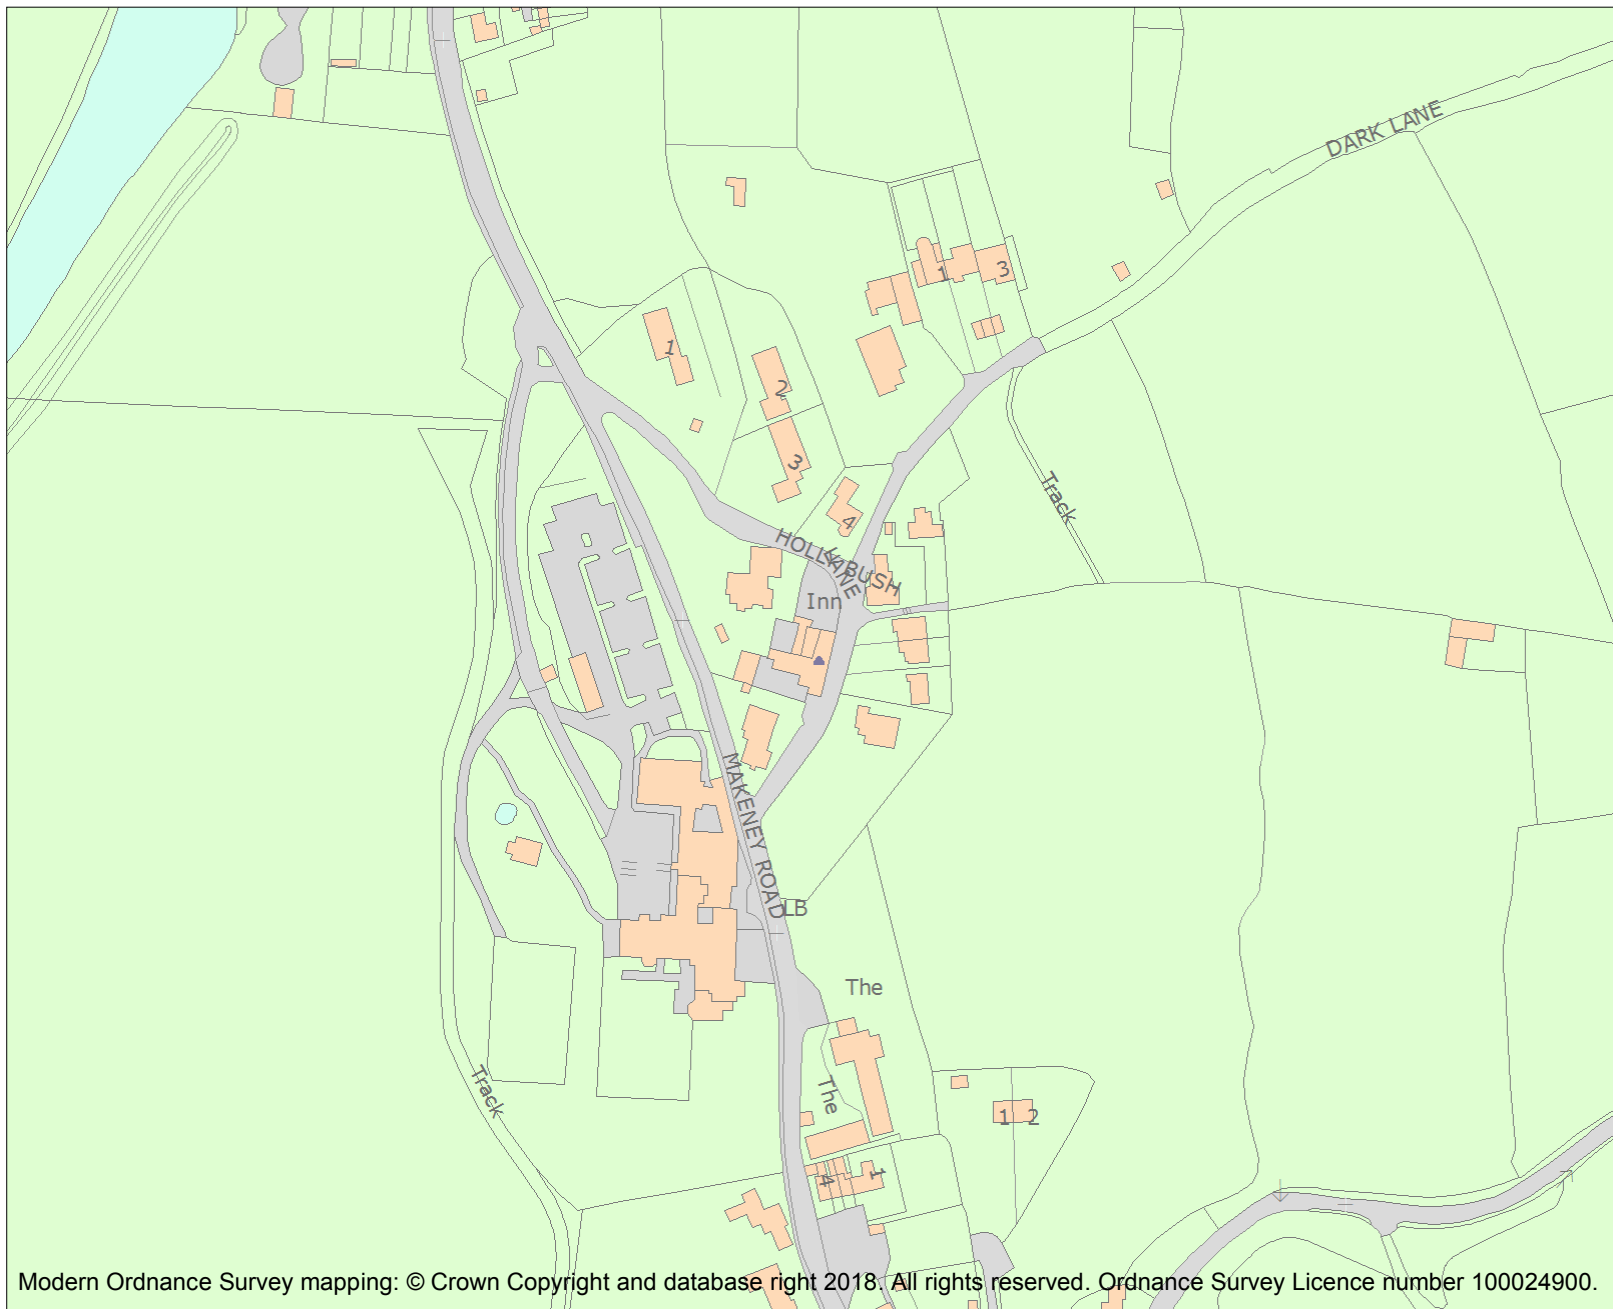 DARK LANE
1
3
1
2
3
Track
4
HOLLY BUSH
LANE
Inn
MAKENEY ROAD
LB
The
The
Track
1 2
1
4
Modern Ordnance Survey mapping: © Crown Copyright and database right 2018. All rights reserved. Ordnance Survey Licence number 100024900.